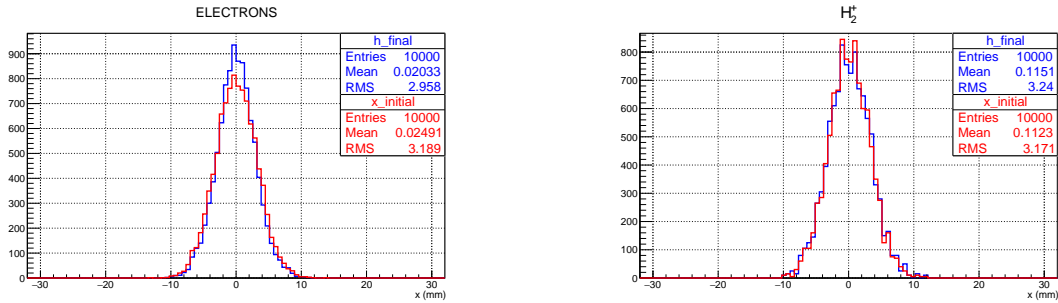 ELECTRONS
h_final
Entries 10000
Mean 0.02033
RMS 2.958
x_initial
Entries 10000
Mean 0.02491
RMS 3.189
900
800
700
600
500
400
300
200
100
0
−30 −20 −10 0 10 20 30
x (mm)
H₂⁺
h_final
Entries 10000
Mean 0.1151
RMS 3.24
x_initial
Entries 10000
Mean 0.1123
RMS 3.171
800
700
600
500
400
300
200
100
0
−30 −20 −10 0 10 20 30
x (mm)